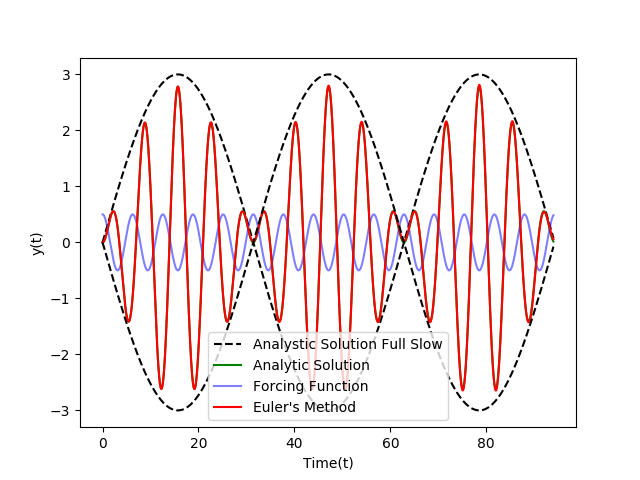 3
2
1
0
−1
−2
−3
y(t)
Analystic Solution Full Slow
Analytic Solution
Forcing Function
Euler's Method
0 20 40 60 80
Time(t)